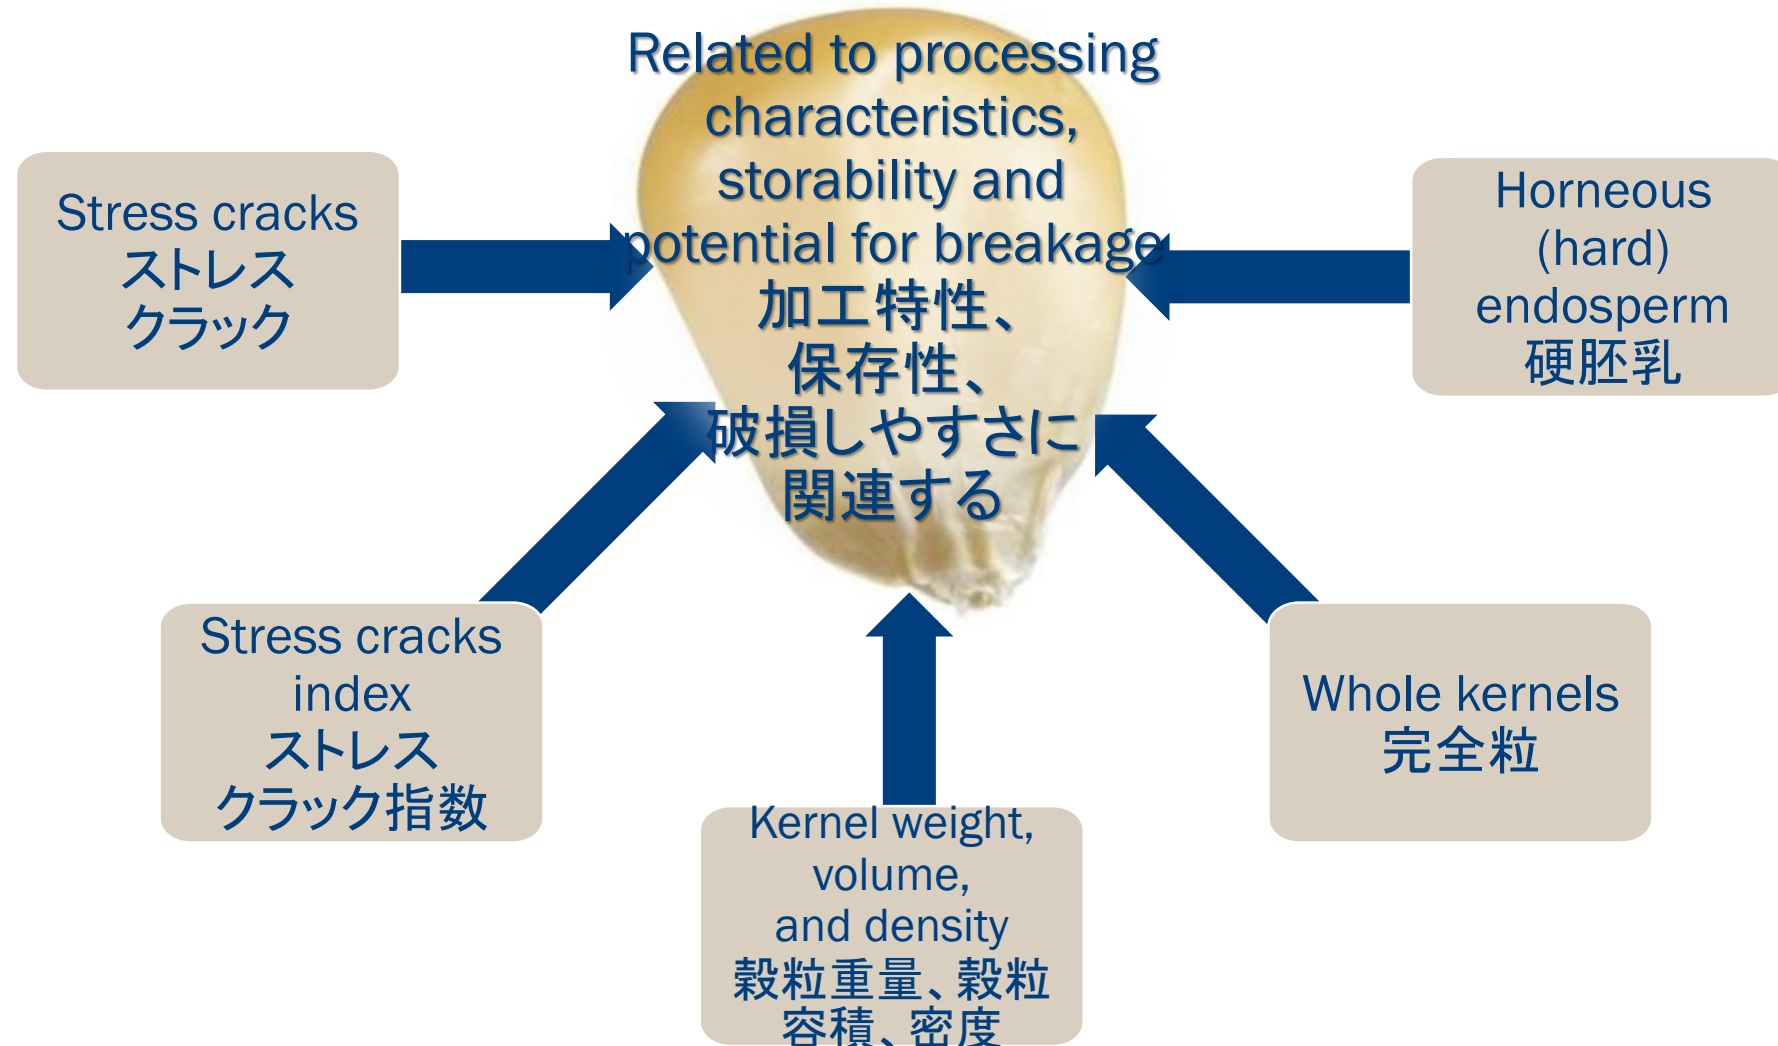 Related to processing
characteristics,
storability and
potential for breakage
加工特性、
保存性、
破損しやすさに
関連する
Stress cracks
ストレス
クラック
Horneous
(hard)
endosperm
硬胚乳
Stress cracks
index
ストレス
クラック指数
Whole kernels
完全粒
Kernel weight,
volume,
and density
穀粒重量、穀粒
容積、密度